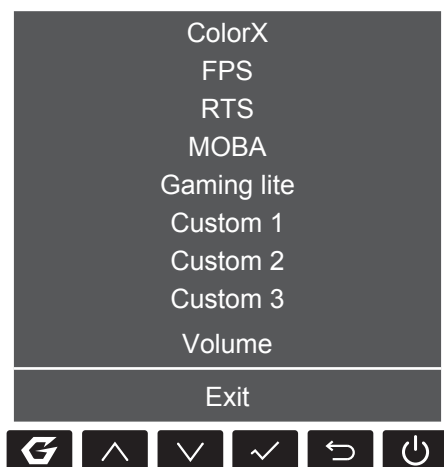 ColorX
FPS
RTS
MOBA
Gaming lite
Custom 1
Custom 2
Custom 3
Volume
Exit